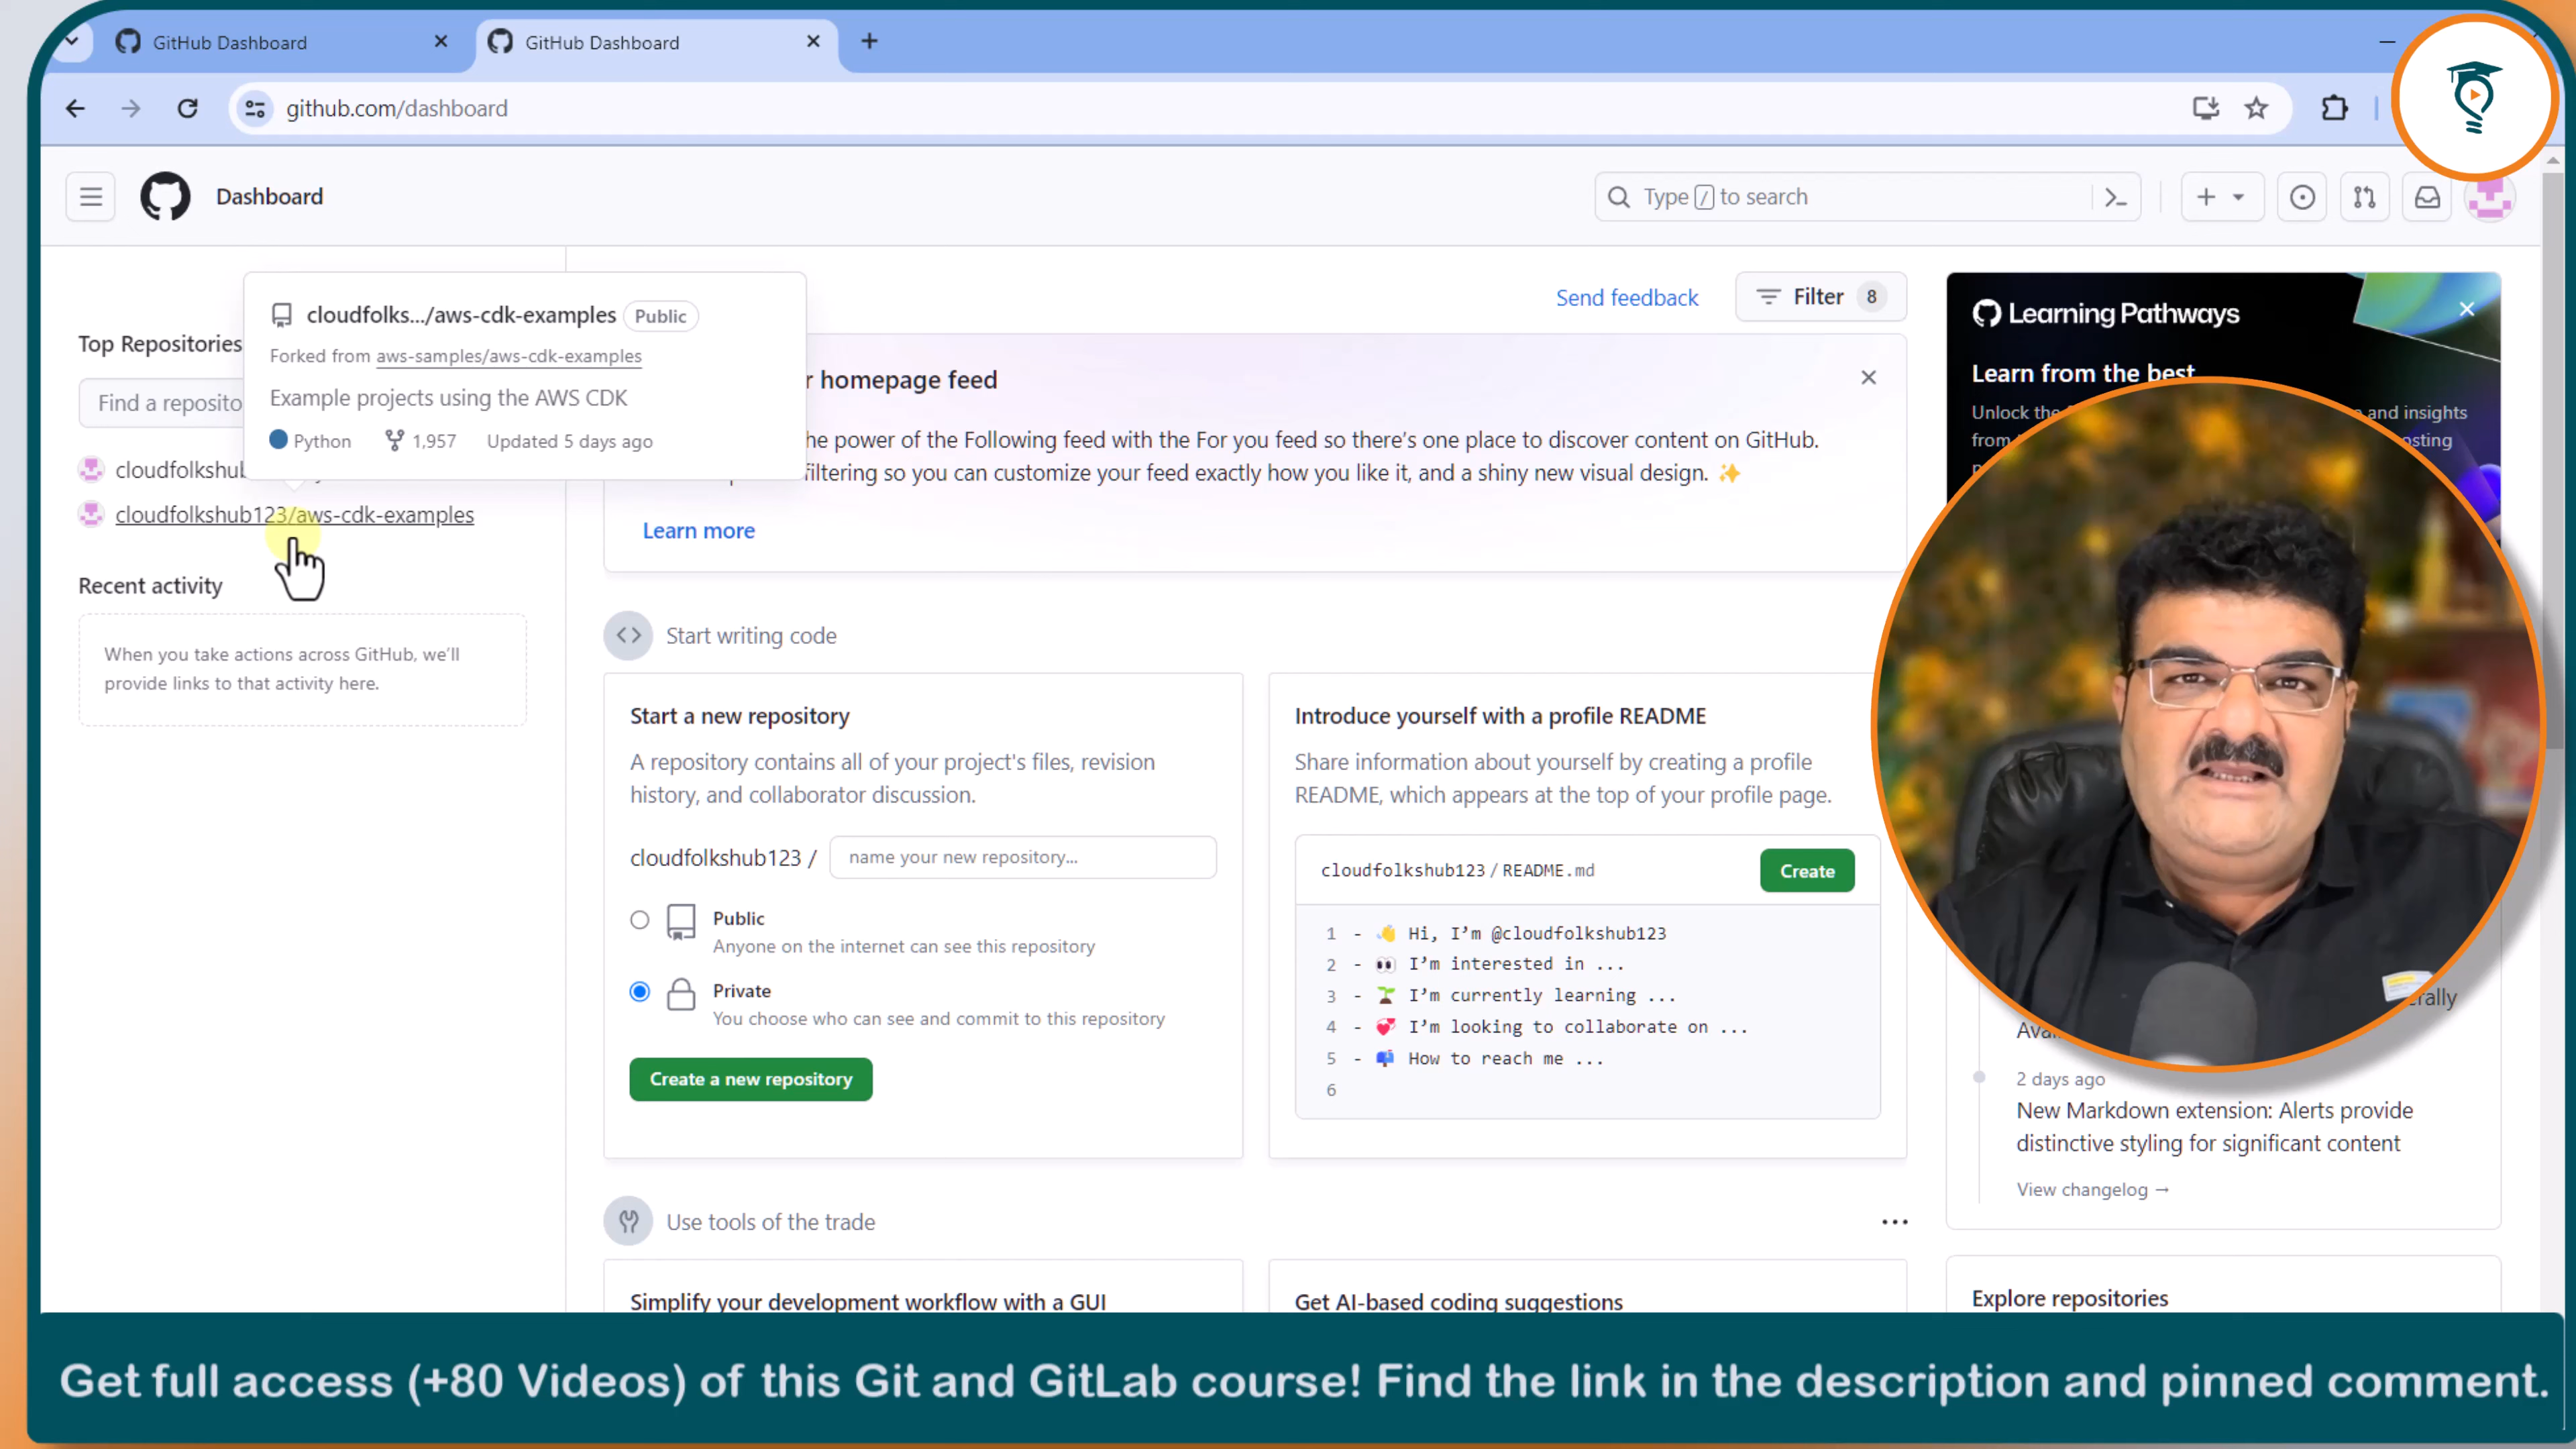 GitHub Dashboard
GitHub Dashboard
github.com/dashboard
Dashboard
Type / to search
cloudfolks.../aws-cdk-examples Public
Forked from aws-samples/aws-cdk-examples
Example projects using the AWS CDK
Python 1,957 Updated 5 days ago
Top Repositories
Find a reposito
cloudfolkshub
cloudfolkshub123/aws-cdk-examples
Recent activity
When you take actions across GitHub, we'll
provide links to that activity here.
Send feedback
Filter 8
r homepage feed
he power of the Following feed with the For you feed so there's one place to discover content on GitHub.
filtering so you can customize your feed exactly how you like it, and a shiny new visual design. ✨
Learn more
Start writing code
Start a new repository
A repository contains all of your project's files, revision
history, and collaborator discussion.
cloudfolkshub123 /
name your new repository...
Public
Anyone on the internet can see this repository
Private
You choose who can see and commit to this repository
Create a new repository
Introduce yourself with a profile README
Share information about yourself by creating a profile
README, which appears at the top of your profile page.
cloudfolkshub123 / README.md
Create
1 - 👋 Hi, I'm @cloudfolkshub123
2 - 👀 I'm interested in ...
3 - 🌱 I'm currently learning ...
4 - 💞️ I'm looking to collaborate on ...
5 - 📫 How to reach me ...
6
Use tools of the trade
Simplify your development workflow with a GUI
Get AI-based coding suggestions
Learning Pathways
Learn from the best
Unlock the and insights
from osting
erally
Ava
2 days ago
New Markdown extension: Alerts provide
distinctive styling for significant content
View changelog →
Explore repositories
Get full access (+80 Videos) of this Git and GitLab course! Find the link in the description and pinned comment.